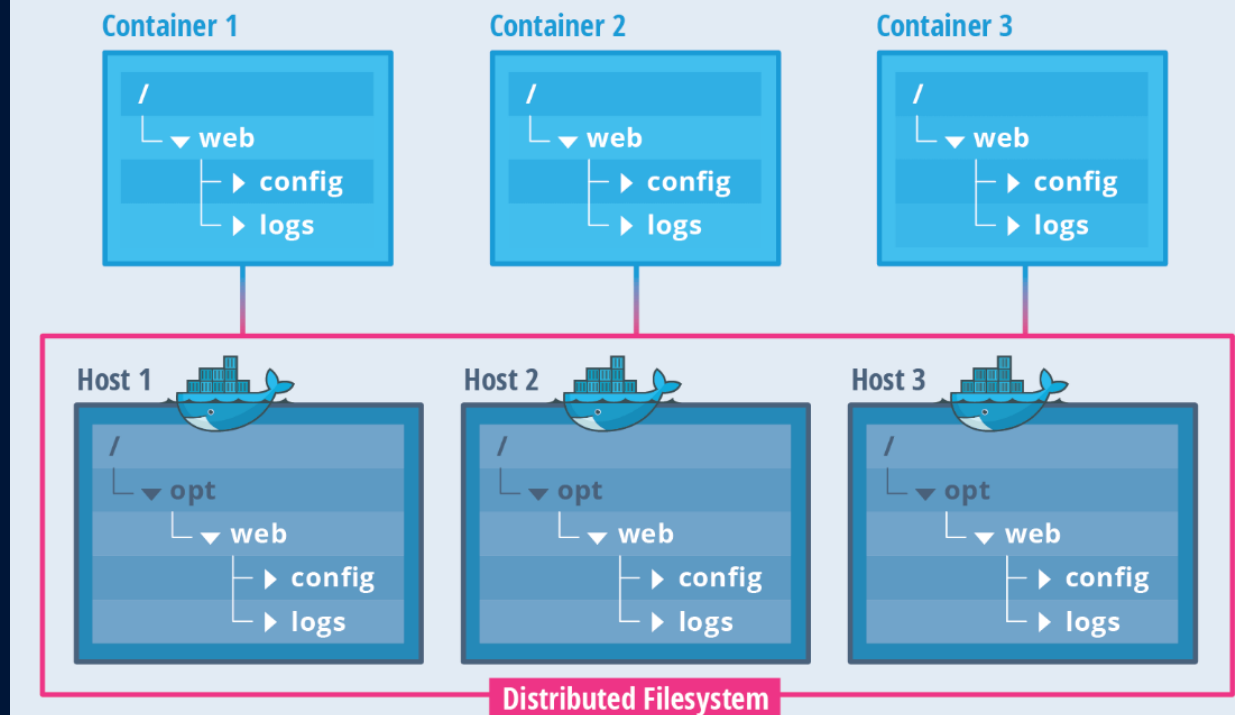 Container 1
/
web
config
logs
Container 2
/
web
config
logs
Container 3
/
web
config
logs
Host 1
/
opt
web
config
logs
Host 2
/
opt
web
config
logs
Host 3
/
opt
web
config
logs
Distributed Filesystem